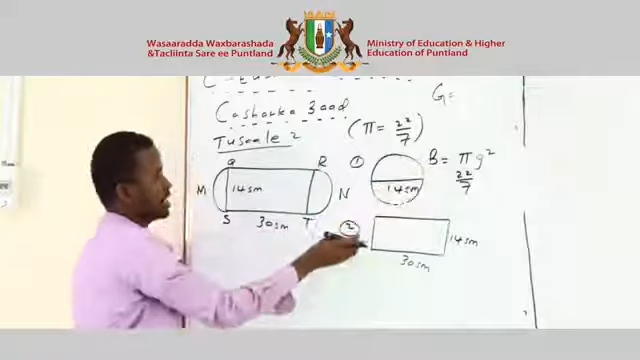 Wasaaradda Waxbarashada
&Tacliinta Sare ee Puntland
Ministry of Education & Higher
Education of Puntland
Casharka 3aad
Tusaale 2
(π = 22/7)
G=
Q
R
M
14sm
N
S
30sm
T
1
14sm
B = πg²
22/7
2
14sm
30sm